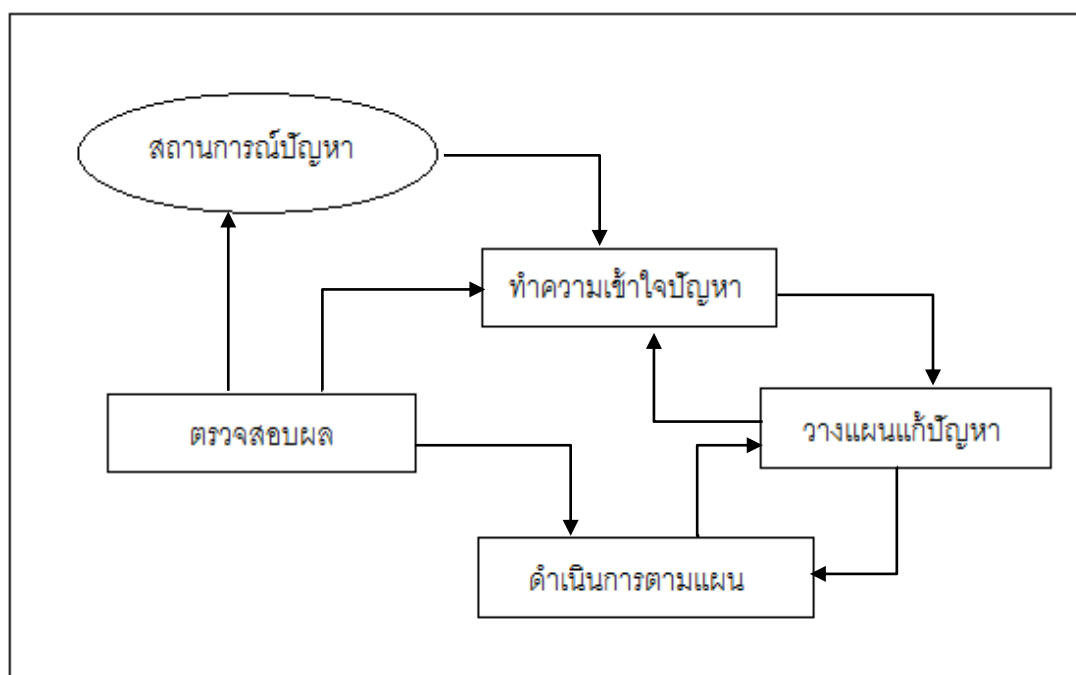 สถานการณ์ปัญหา
ทำความเข้าใจปัญหา
ตรวจสอบผล
วางแผนแก้ปัญหา
ดำเนินการตามแผน